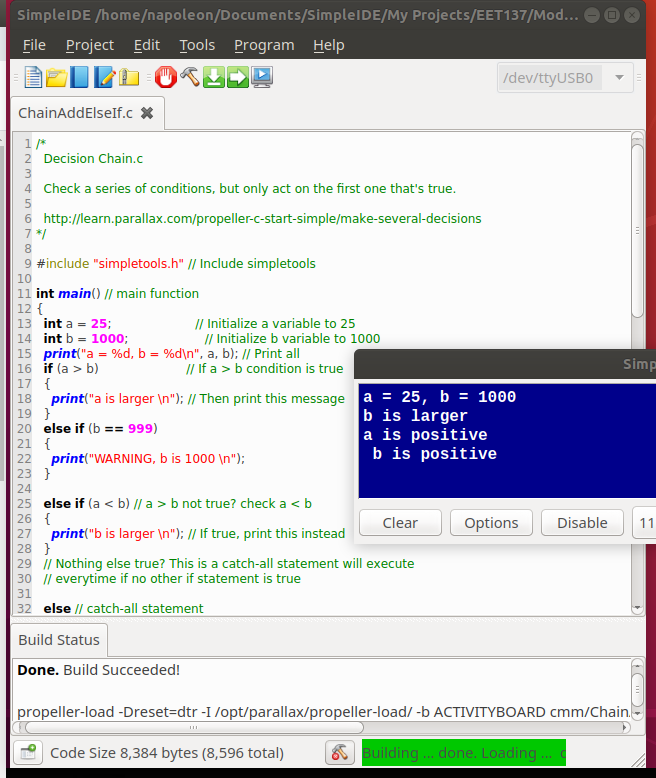 SimpleIDE /home/napoleon/Documents/SimpleIDE/My Projects/EET137/Mod...
File Project Edit Tools Program Help
/dev/ttyUSB0
ChainAddElseIf.c
1 /*
2 Decision Chain.c
3
4 Check a series of conditions, but only act on the first one that's true.
5
6 http://learn.parallax.com/propeller-c-start-simple/make-several-decisions
7 */
8
9 #include "simpletools.h" // Include simpletools
10
11 int main() // main function
12 {
13 int a = 25; // Initialize a variable to 25
14 int b = 1000; // Initialize b variable to 1000
15 print("a = %d, b = %d\n", a, b); // Print all
16 if (a > b) // If a > b condition is true
17 {
18 print("a is larger \n"); // Then print this message
19 }
20 else if (b == 999)
21 {
22 print("WARNING, b is 1000 \n");
23 }
24
25 else if (a < b) // a > b not true? check a < b
26 {
27 print("b is larger \n"); // If true, print this instead
28 }
29 // Nothing else true? This is a catch-all statement will execute
30 // everytime if no other if statement is true
31
32 else // catch-all statement
Simp
a = 25, b = 1000
b is larger
a is positive
b is positive
Clear Options Disable 11
Build Status
Done. Build Succeeded!
propeller-load -Dreset=dtr -I /opt/parallax/propeller-load/ -b ACTIVITYBOARD cmm/Chain
Code Size 8,384 bytes (8,596 total) Building ... done. Loading ...